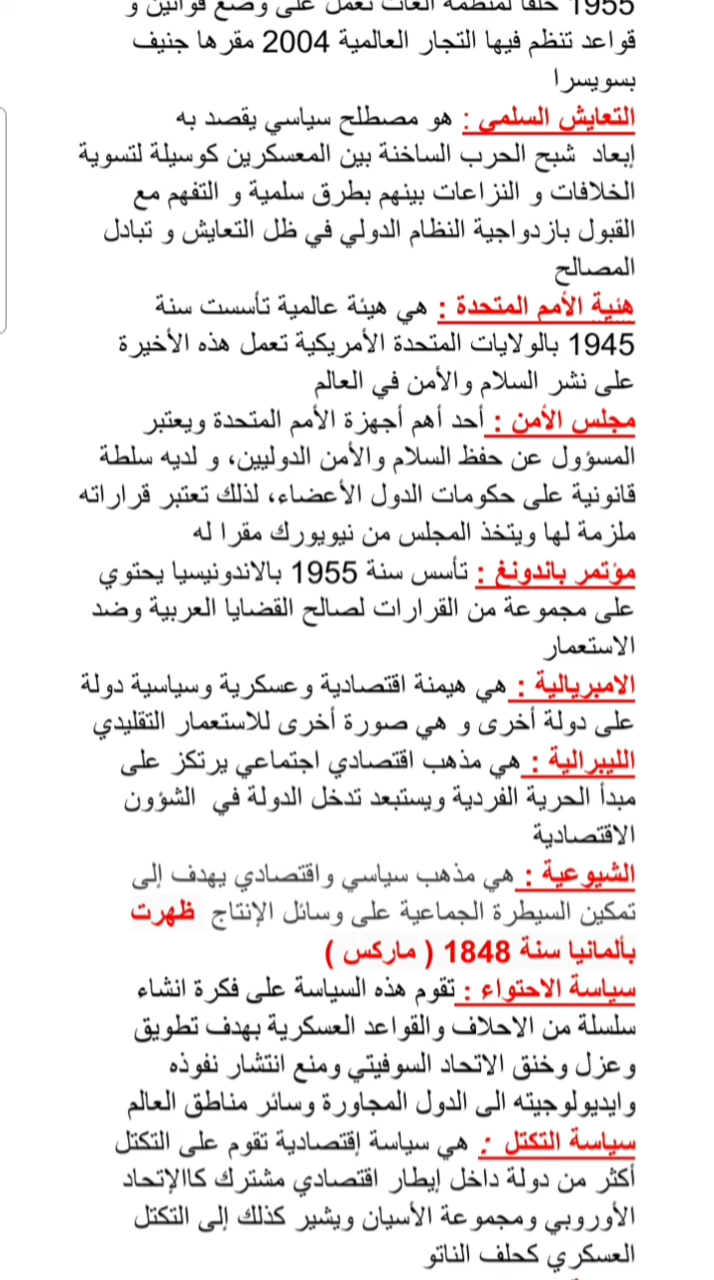 1955 خلفا لمنظمة الغات تعمل على وضع قوانين و
قواعد تنظم فيها التجار العالمية 2004 مقرها جنيف
بسويسرا
التعايش السلمي : هو مصطلح سياسي يقصد به
إبعاد شبح الحرب الساخنة بين المعسكرين كوسيلة لتسوية
الخلافات و النزاعات بينهم بطرق سلمية و التفهم مع
القبول بازدواجية النظام الدولي في ظل التعايش و تبادل
المصالح
هئية الأمم المتحدة : هي هيئة عالمية تأسست سنة
1945 بالولايات المتحدة الأمريكية تعمل هذه الأخيرة
على نشر السلام والأمن في العالم
مجلس الأمن : أحد أهم أجهزة الأمم المتحدة ويعتبر
المسؤول عن حفظ السلام والأمن الدوليين، و لديه سلطة
قانونية على حكومات الدول الأعضاء، لذلك تعتبر قراراته
ملزمة لها ويتخذ المجلس من نيويورك مقرا له
مؤتمر باندونغ : تأسس سنة 1955 بالاندونيسيا يحتوي
على مجموعة من القرارات لصالح القضايا العربية وضد
الاستعمار
الامبريالية : هي هيمنة اقتصادية وعسكرية وسياسية دولة
على دولة أخرى و هي صورة أخرى للاستعمار التقليدي
الليبرالية : هي مذهب اقتصادي اجتماعي يرتكز على
مبدأ الحرية الفردية ويستبعد تدخل الدولة في الشؤون
الاقتصادية
الشيوعية : هي مذهب سياسي واقتصادي يهدف إلى
تمكين السيطرة الجماعية على وسائل الإنتاج ظهرت
بألمانيا سنة 1848 ( ماركس )
سياسة الاحتواء : تقوم هذه السياسة على فكرة انشاء
سلسلة من الاحلاف والقواعد العسكرية بهدف تطويق
وعزل وخنق الاتحاد السوفيتي ومنع انتشار نفوذه
وايديولوجيته الى الدول المجاورة وسائر مناطق العالم
سياسة التكتل : هي سياسة إقتصادية تقوم على التكتل
أكثر من دولة داخل إيطار اقتصادي مشترك كاالإتحاد
الأوروبي ومجموعة الأسيان ويشير كذلك إلى التكتل
العسكري كحلف الناتو